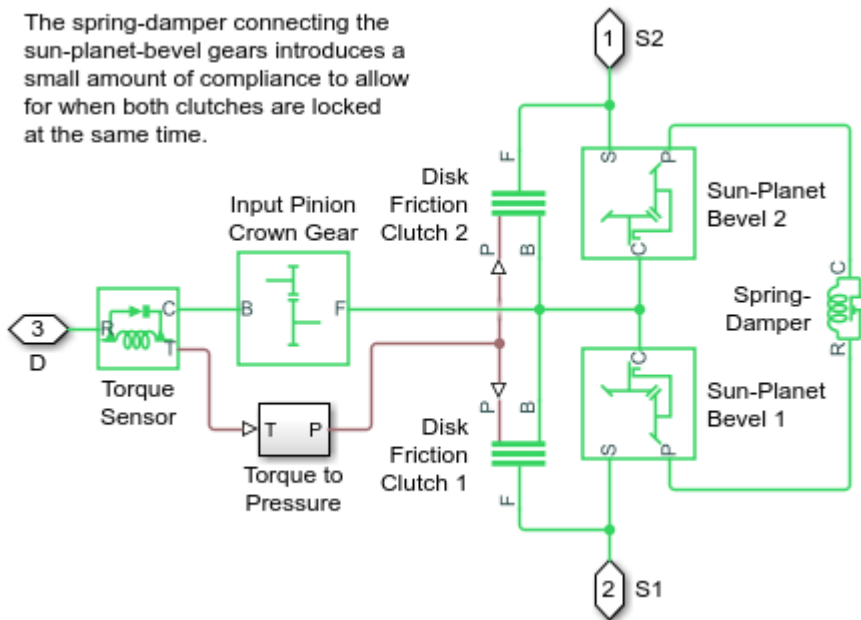 The spring-damper connecting the
sun-planet-bevel gears introduces a
small amount of compliance to allow
for when both clutches are locked
at the same time.
1
S2
F
S
P
Disk
Friction
Clutch 2
Sun-Planet
Bevel 2
Input Pinion
Crown Gear
P
B
C
C
Spring-
Damper
3
D
R
C
T
B
F
R
Torque
Sensor
T
P
Torque to
Pressure
P
B
C
Disk
Friction
Clutch 1
Sun-Planet
Bevel 1
F
S
P
2
S1